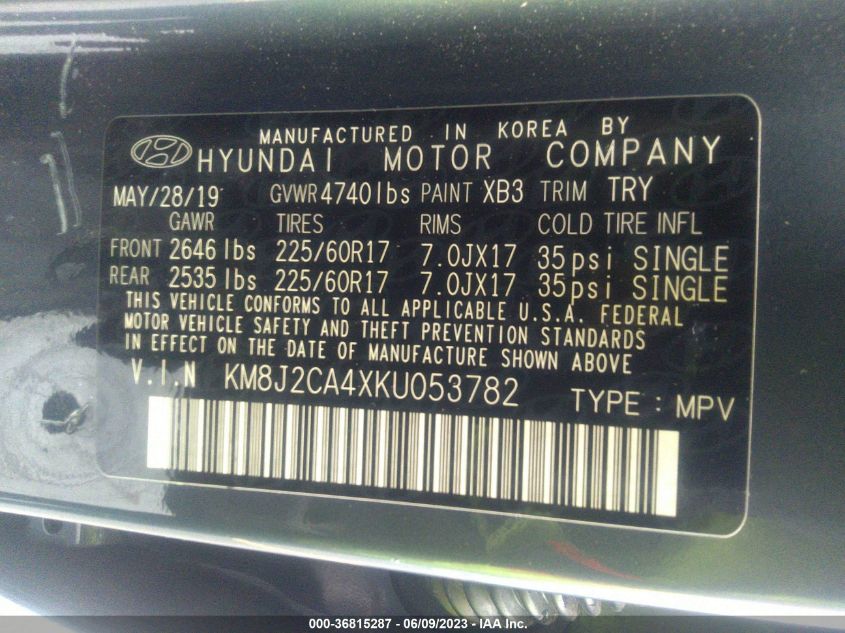 MANUFACTURED IN KOREA BY
HYUNDAI MOTOR COMPANY
MAY/28/19 GVWR 4740lbs PAINT XB3 TRIM TRY
GAWR TIRES RIMS COLD TIRE INFL
FRONT 2646lbs 225/60R17 7.0JX17 35psi SINGLE
REAR 2535lbs 225/60R17 7.0JX17 35psi SINGLE
THIS VEHICLE CONFORMS TO ALL APPLICABLE U.S.A. FEDERAL
MOTOR VEHICLE SAFETY AND THEFT PREVENTION STANDARDS
IN EFFECT ON THE DATE OF MANUFACTURE SHOWN ABOVE
V.I.N KM8J2CA4XKU053782 TYPE : MPV
000-36815287 - 06/09/2023 - IAA Inc.